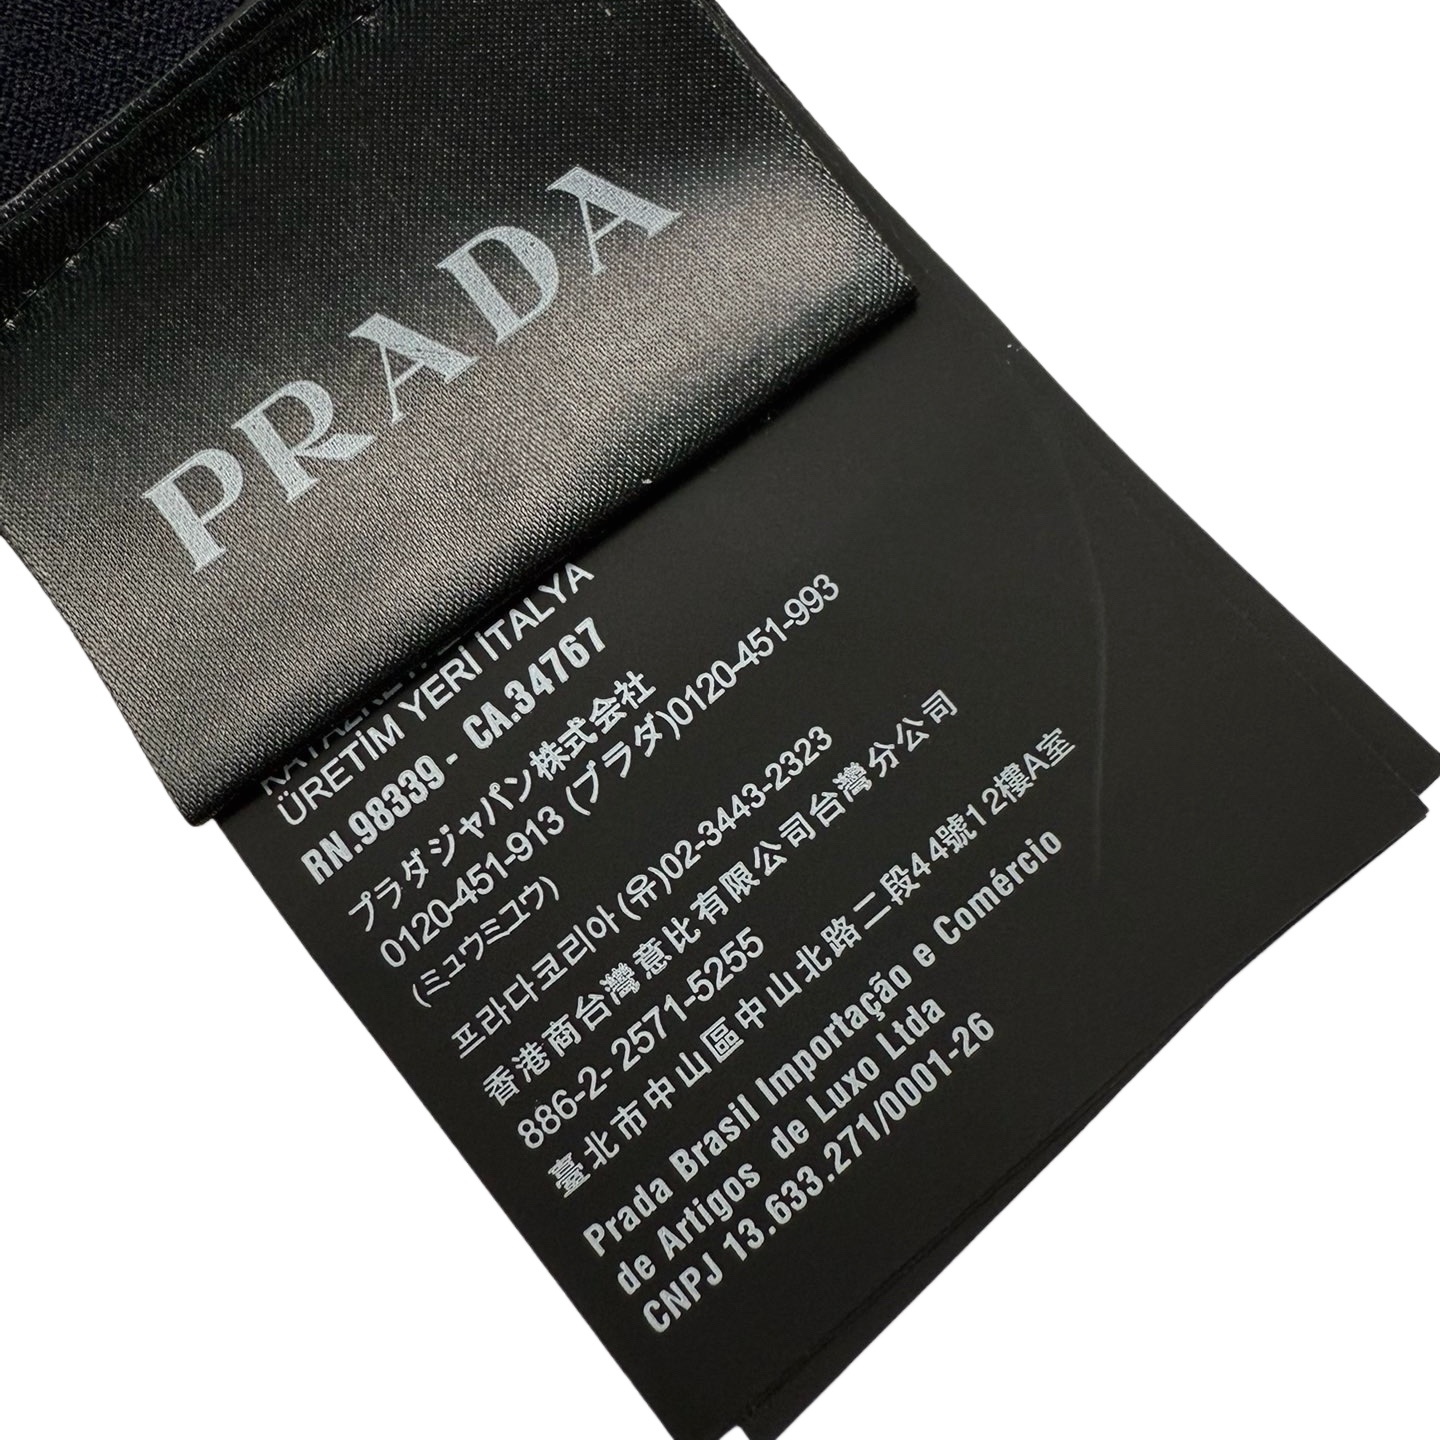 PRADA
ÜRETİM YERİ İTALYA
RN.98339 - CA.34767
プラダジャパン株式会社
0120-451-913 (プラダ)0120-451-993
(ミュウミュウ)
프라다코리아 (유)02-3443-2323
香港商台灣意比有限公司台灣分公司
886-2- 2571-5255
臺北市中山區中山北路二段44號12樓A室
Prada Brasil Importação e Comércio
de Artigos de Luxo Ltda
CNPJ 13.633.271/0001-26